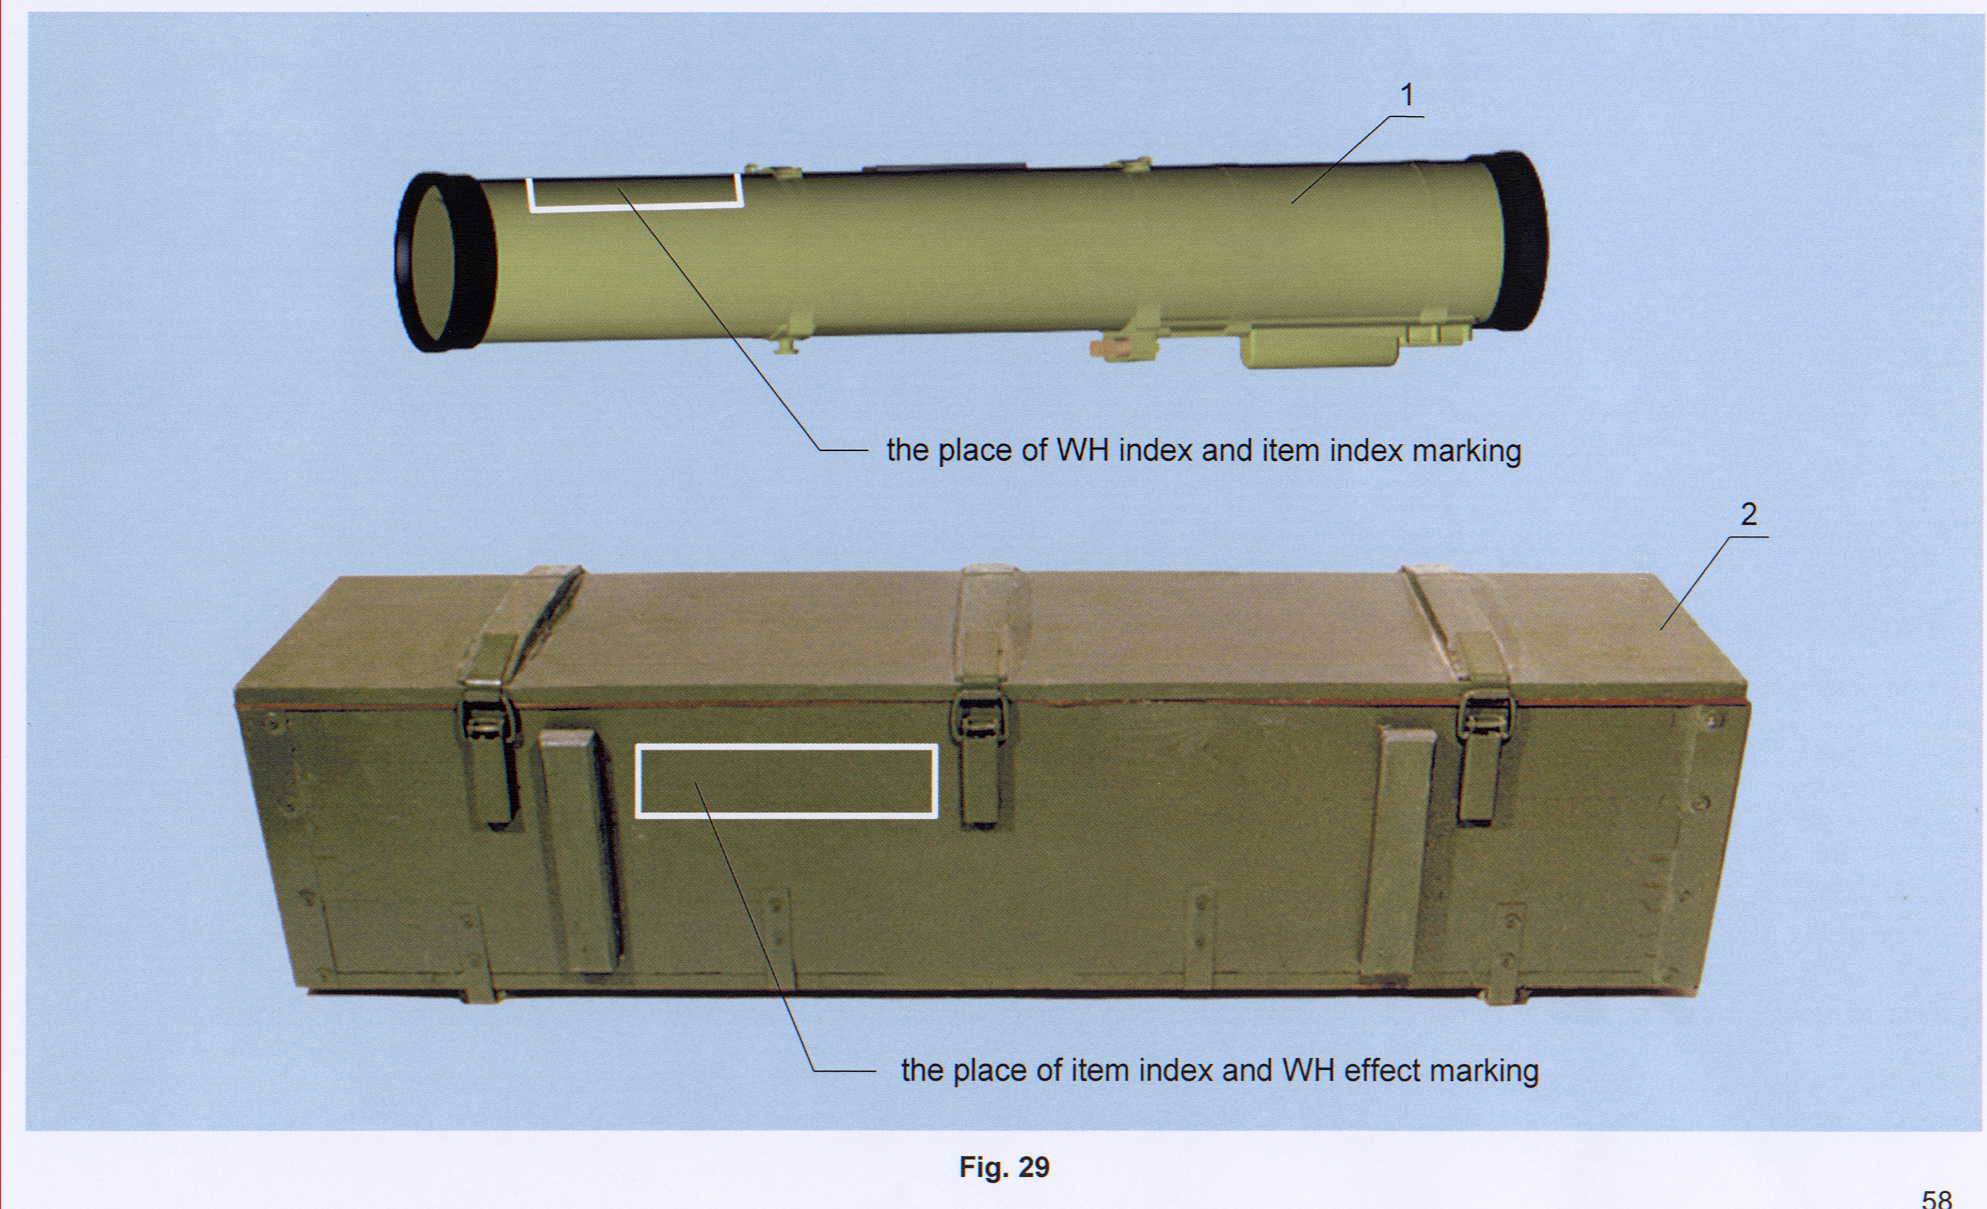 1
the place of WH index and item index marking
2
the place of item index and WH effect marking
Fig. 29
58